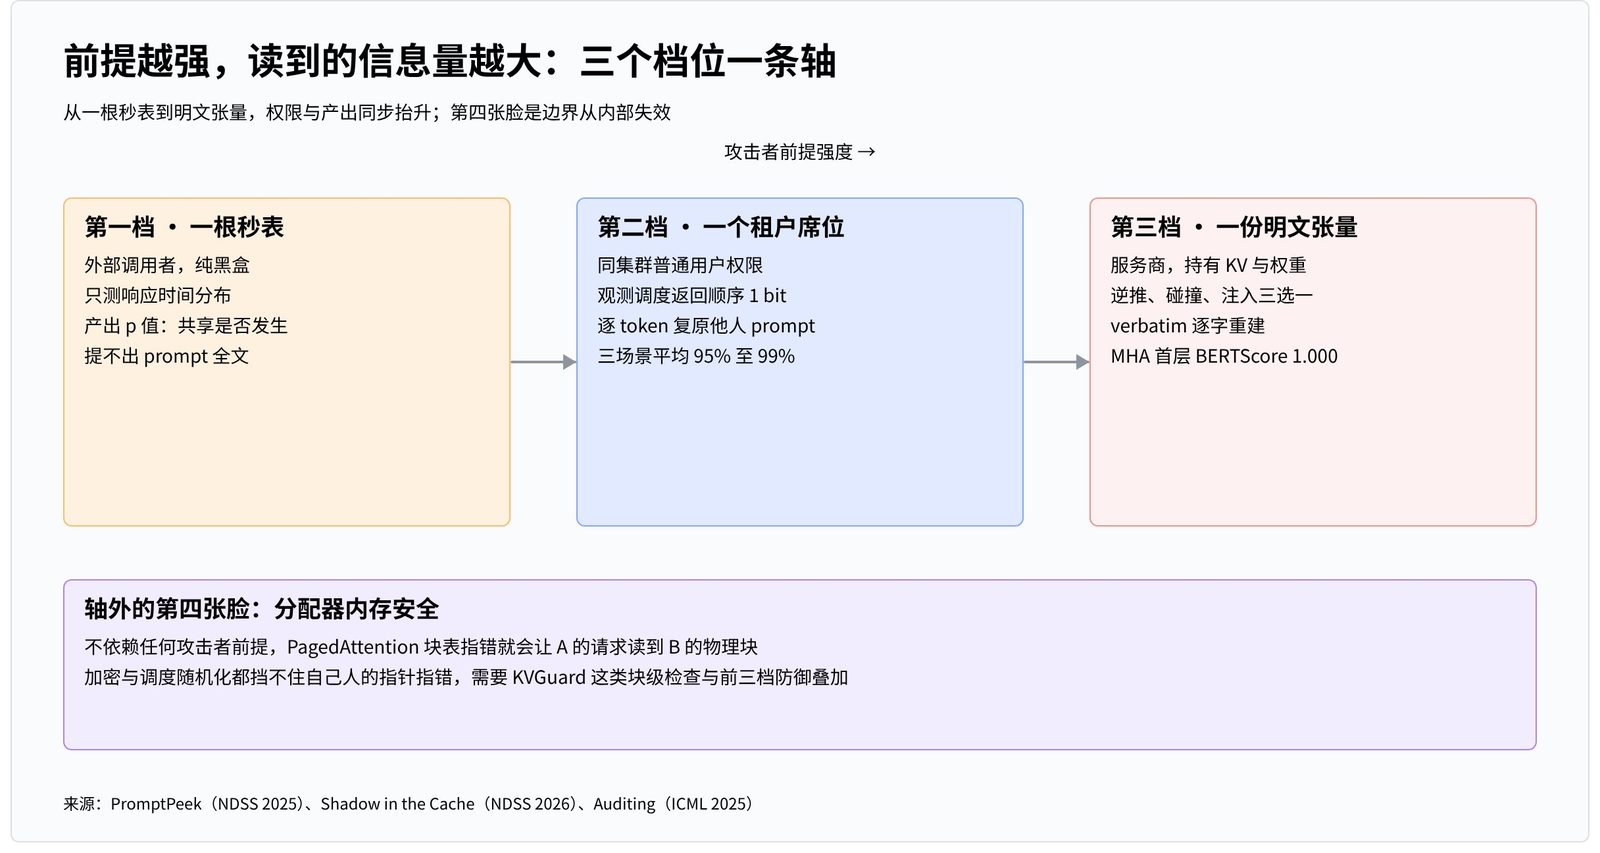 前提越强，读到的信息量越大：三个档位一条轴
从一根秒表到明文张量，权限与产出同步抬升；第四张脸是边界从内部失效
攻击者前提强度 →
第一档 · 一根秒表
外部调用者，纯黑盒
只测响应时间分布
产出 p 值：共享是否发生
提不出 prompt 全文
第二档 · 一个租户席位
同集群普通用户权限
观测调度返回顺序 1 bit
逐 token 复原他人 prompt
三场景平均 95% 至 99%
第三档 · 一份明文张量
服务商，持有 KV 与权重
逆推、碰撞、注入三选一
verbatim 逐字重建
MHA 首层 BERTScore 1.000
轴外的第四张脸：分配器内存安全
不依赖任何攻击者前提，PagedAttention 块表指错就会让 A 的请求读到 B 的物理块
加密与调度随机化都挡不住自己人的指针指错，需要 KVGuard 这类块级检查与前三档防御叠加
来源：PromptPeek（NDSS 2025）、Shadow in the Cache（NDSS 2026）、Auditing（ICML 2025）